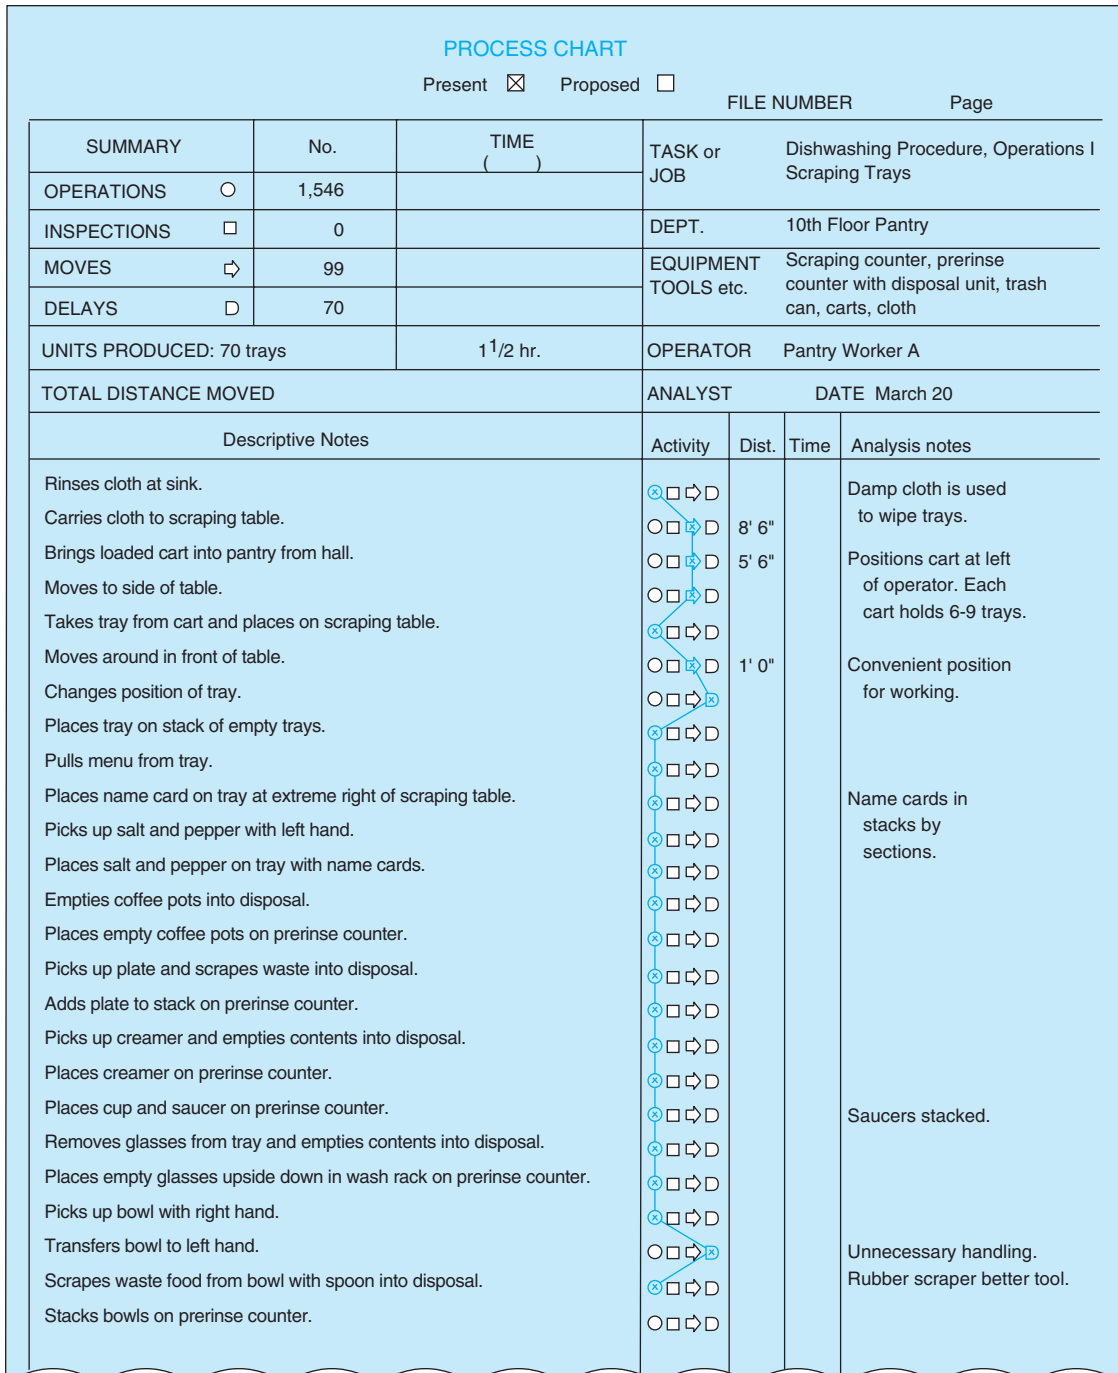 PROCESS CHART
Present ☒ Proposed ☐
FILE NUMBER Page
SUMMARY No. TIME ( )
TASK or JOB Dishwashing Procedure, Operations I
Scraping Trays
OPERATIONS 1,546
INSPECTIONS 0
DEPT. 10th Floor Pantry
MOVES 99
EQUIPMENT TOOLS etc. Scraping counter, prerinse
counter with disposal unit, trash
can, carts, cloth
DELAYS D 70
UNITS PRODUCED: 70 trays 1 1/2 hr.
OPERATOR Pantry Worker A
TOTAL DISTANCE MOVED
ANALYST DATE March 20
Descriptive Notes Activity Dist. Time Analysis notes
Rinses cloth at sink. Damp cloth is used
Carries cloth to scraping table. 8' 6" to wipe trays.
Brings loaded cart into pantry from hall. 5' 6" Positions cart at left
Moves to side of table. of operator. Each
Takes tray from cart and places on scraping table. cart holds 6-9 trays.
Moves around in front of table. 1' 0" Convenient position
Changes position of tray. for working.
Places tray on stack of empty trays.
Pulls menu from tray.
Places name card on tray at extreme right of scraping table. Name cards in
Picks up salt and pepper with left hand. stacks by
Places salt and pepper on tray with name cards. sections.
Empties coffee pots into disposal.
Places empty coffee pots on prerinse counter.
Picks up plate and scrapes waste into disposal.
Adds plate to stack on prerinse counter.
Picks up creamer and empties contents into disposal.
Places creamer on prerinse counter.
Places cup and saucer on prerinse counter. Saucers stacked.
Removes glasses from tray and empties contents into disposal.
Places empty glasses upside down in wash rack on prerinse counter.
Picks up bowl with right hand.
Transfers bowl to left hand. Unnecessary handling.
Scrapes waste food from bowl with spoon into disposal. Rubber scraper better tool.
Stacks bowls on prerinse counter.